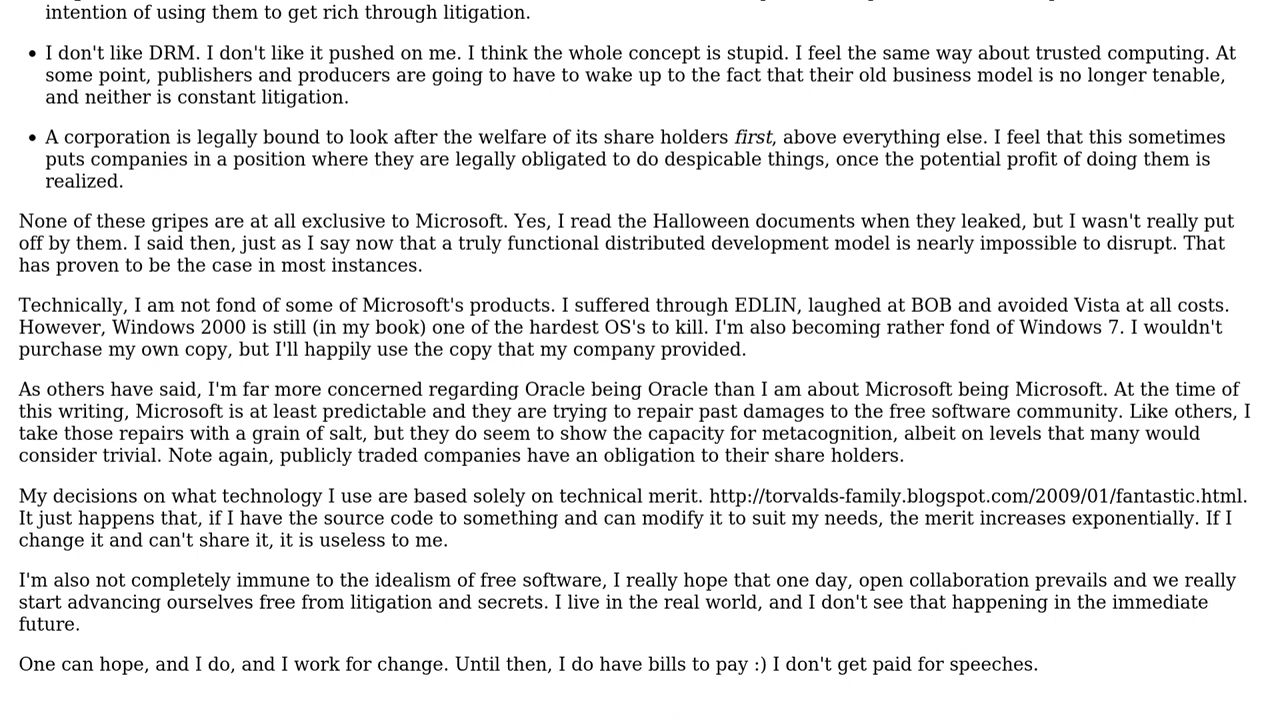 intention of using them to get rich through litigation.
• I don't like DRM. I don't like it pushed on me. I think the whole concept is stupid. I feel the same way about trusted computing. At
some point, publishers and producers are going to have to wake up to the fact that their old business model is no longer tenable,
and neither is constant litigation.
• A corporation is legally bound to look after the welfare of its share holders first, above everything else. I feel that this sometimes
puts companies in a position where they are legally obligated to do despicable things, once the potential profit of doing them is
realized.
None of these gripes are at all exclusive to Microsoft. Yes, I read the Halloween documents when they leaked, but I wasn't really put
off by them. I said then, just as I say now that a truly functional distributed development model is nearly impossible to disrupt. That
has proven to be the case in most instances.
Technically, I am not fond of some of Microsoft's products. I suffered through EDLIN, laughed at BOB and avoided Vista at all costs.
However, Windows 2000 is still (in my book) one of the hardest OS's to kill. I'm also becoming rather fond of Windows 7. I wouldn't
purchase my own copy, but I'll happily use the copy that my company provided.
As others have said, I'm far more concerned regarding Oracle being Oracle than I am about Microsoft being Microsoft. At the time of
this writing, Microsoft is at least predictable and they are trying to repair past damages to the free software community. Like others, I
take those repairs with a grain of salt, but they do seem to show the capacity for metacognition, albeit on levels that many would
consider trivial. Note again, publicly traded companies have an obligation to their share holders.
My decisions on what technology I use are based solely on technical merit. http://torvalds-family.blogspot.com/2009/01/fantastic.html.
It just happens that, if I have the source code to something and can modify it to suit my needs, the merit increases exponentially. If I
change it and can't share it, it is useless to me.
I'm also not completely immune to the idealism of free software, I really hope that one day, open collaboration prevails and we really
start advancing ourselves free from litigation and secrets. I live in the real world, and I don't see that happening in the immediate
future.
One can hope, and I do, and I work for change. Until then, I do have bills to pay :) I don't get paid for speeches.